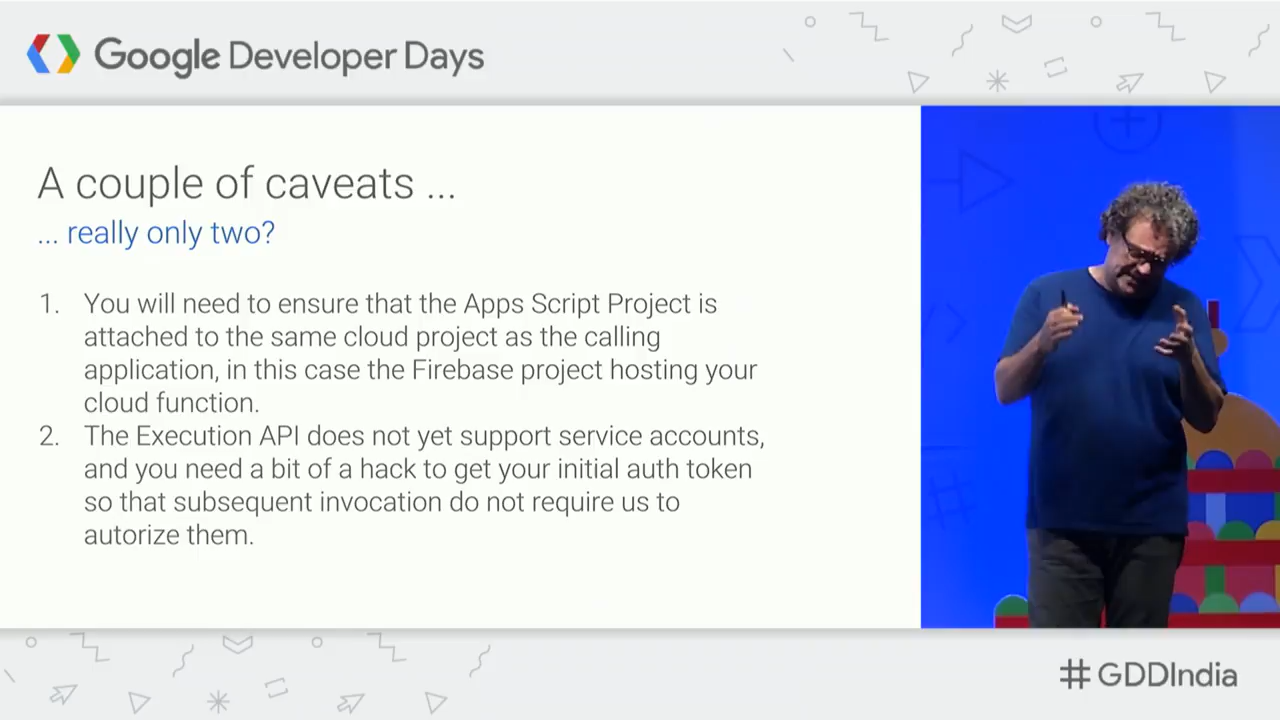 Google Developer Days
A couple of caveats ...
... really only two?
1. You will need to ensure that the Apps Script Project is
attached to the same cloud project as the calling
application, in this case the Firebase project hosting your
cloud function.
2. The Execution API does not yet support service accounts,
and you need a bit of a hack to get your initial auth token
so that subsequent invocation do not require us to
autorize them.
#GDDIndia